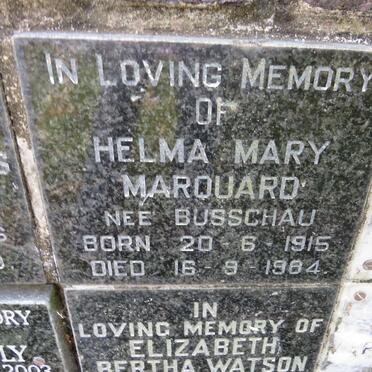 IN LOVING MEMORY
OF
HELMA MARY
MARQUARD
NEE BUSSCHAU
BORN 20-6-1915
DIED 16-9-1984
IN
LOVING MEMORY OF
ELIZABETH
BERTHA WATSON
2003